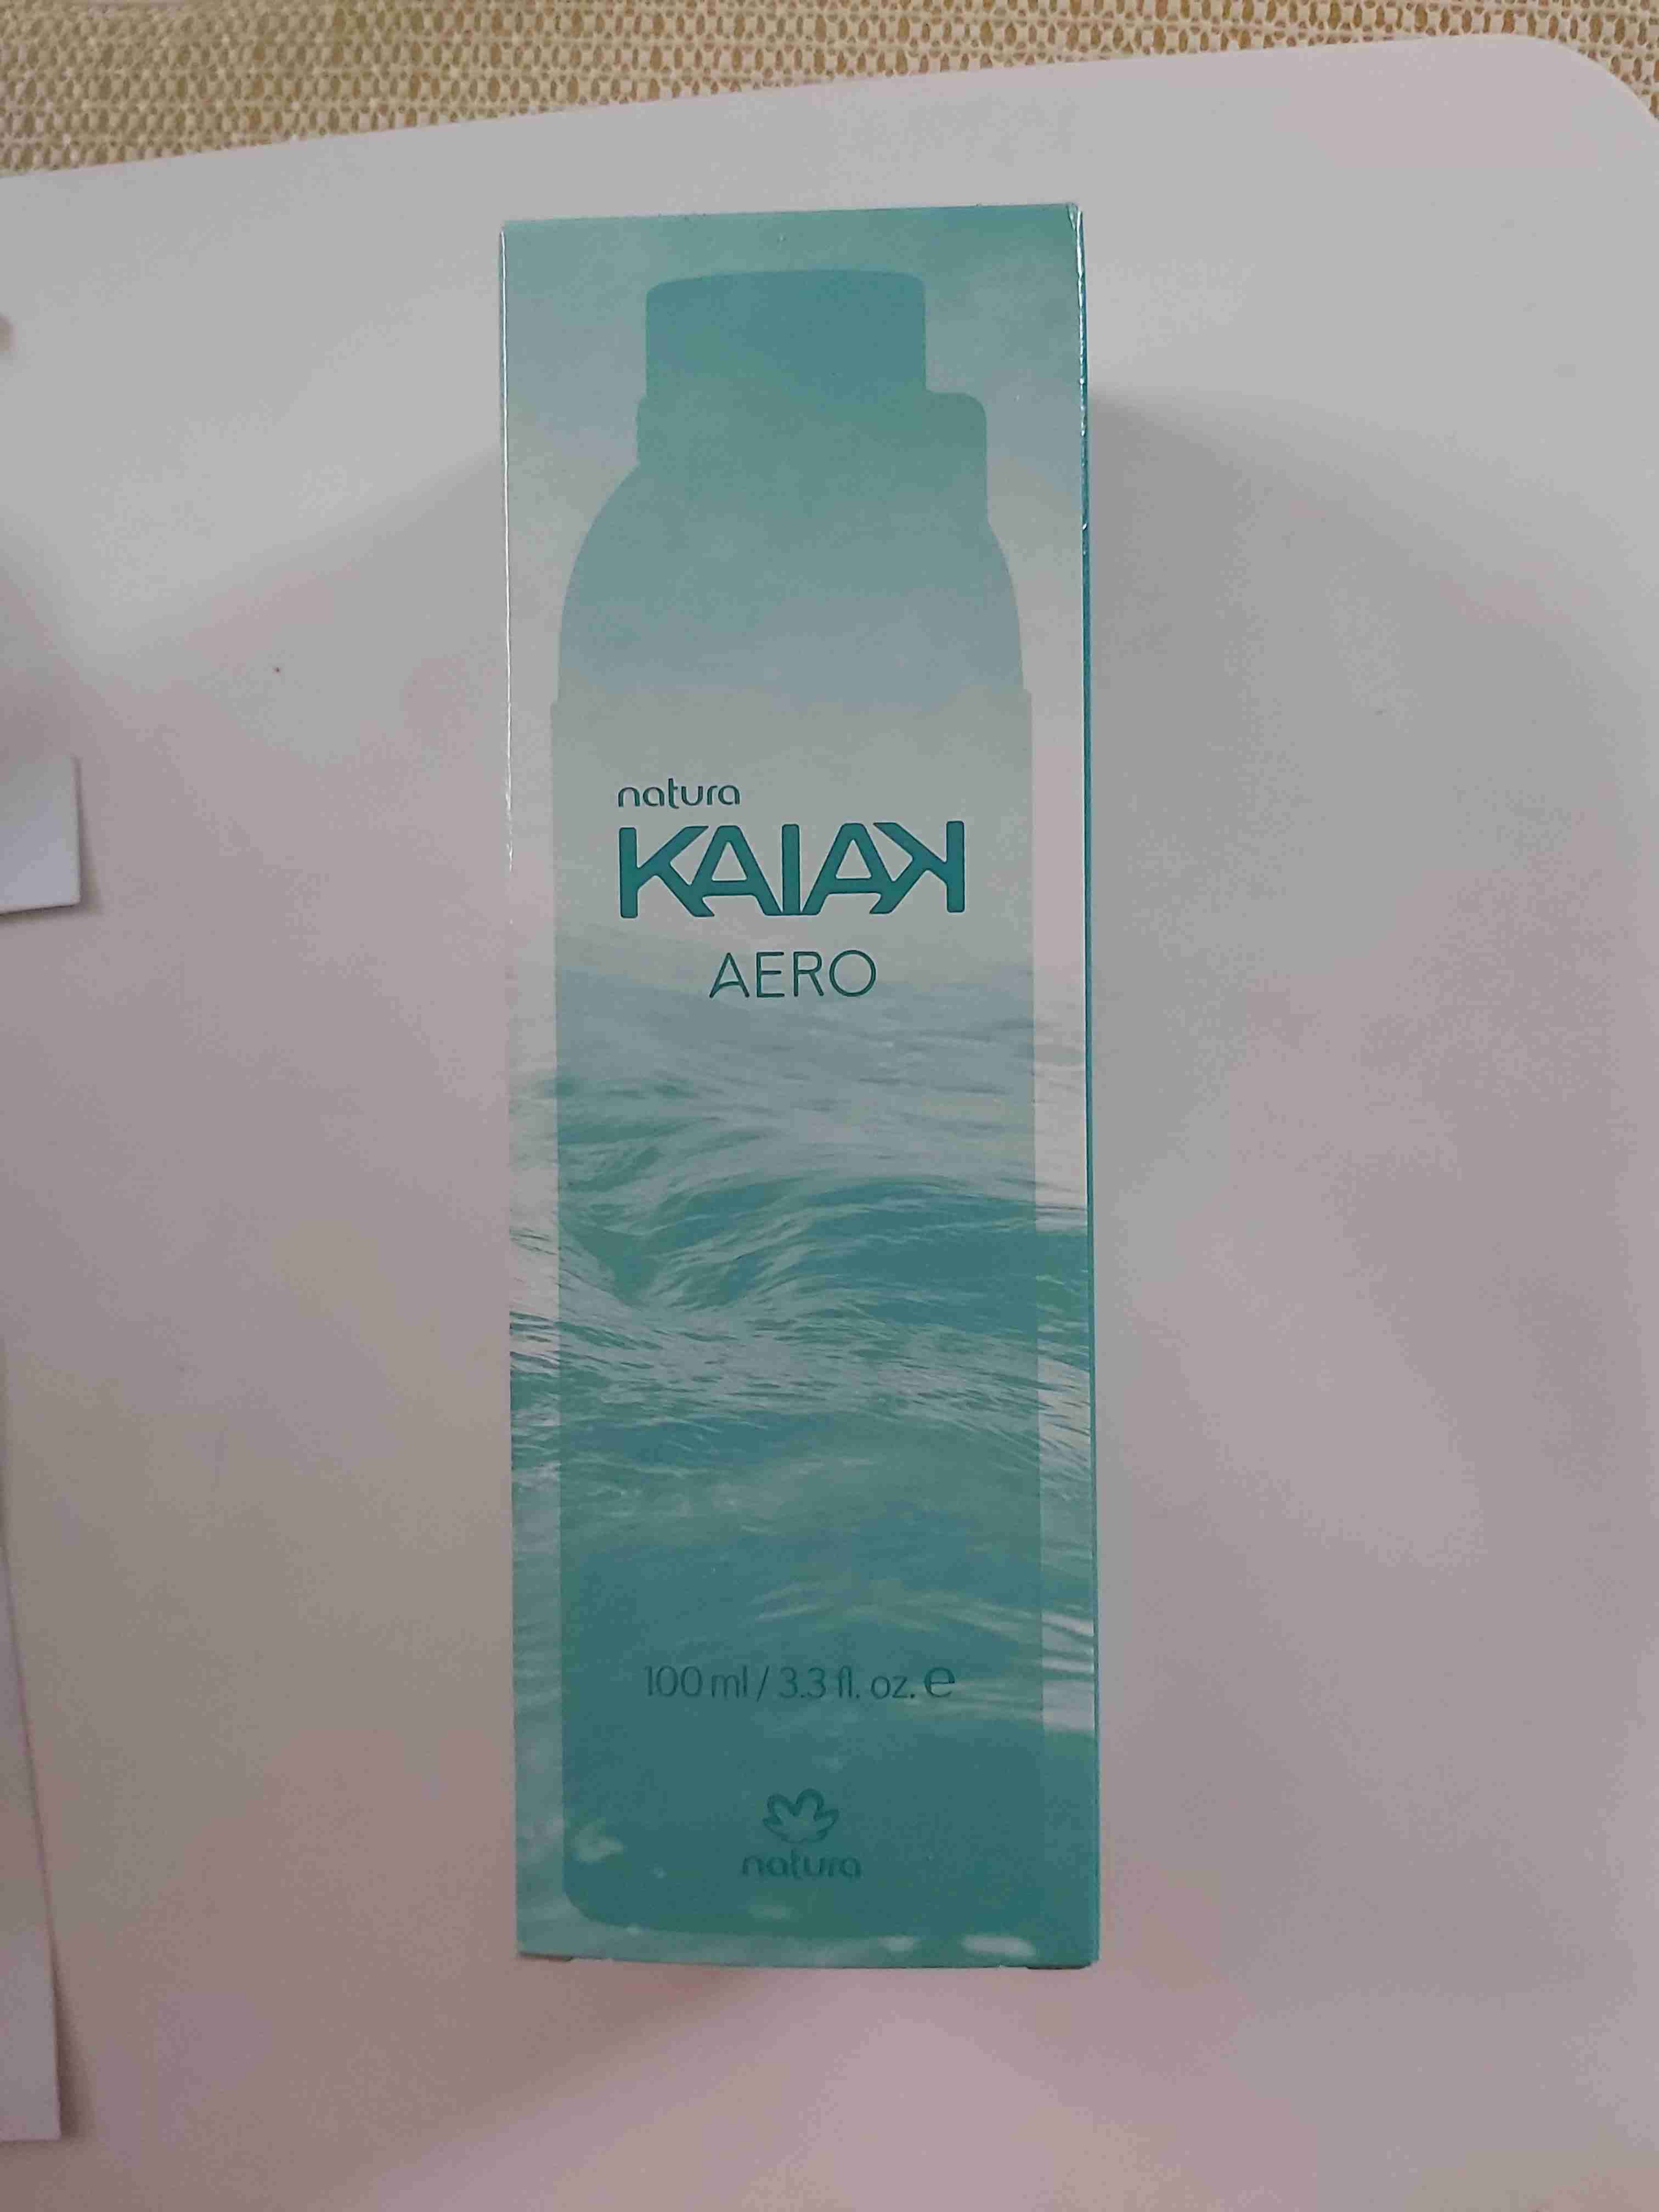 natura
KAIAK
AERO
100 ml / 3.3 fl. oz. ℮
natura